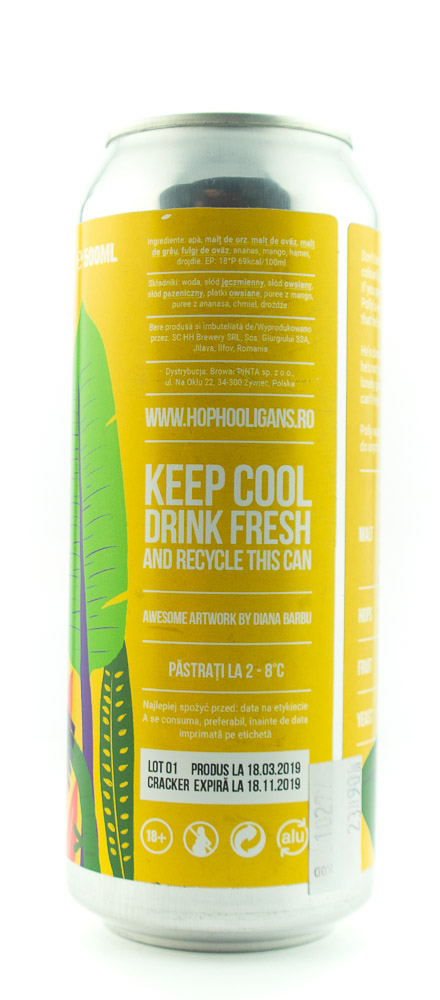 500ML
Ingrediente: apă, malț de orz, malț de ovăz, malț
de grâu, fulgi de ovăz, ananas, mango, hamei,
drojdie. EP: 18°P 69kcal/100ml
Składniki: woda, słód jęczmienny, słód owsiany,
słód pszeniczny, płatki owsiane, puree z mango,
puree z ananasa, chmiel, drożdże
Bere produsă și îmbuteliată de/Wyprodukowano
przez: SC HH Brewery SRL, Sos. Giurgiului 33A,
Jilava, Ilfov, Romania
Dystrybucja: Browar PINTA sp. z o.o.,
ul. Na Oklu 22, 34-300 Żywiec, Polska
WWW.HOPHOOLIGANS.RO
KEEP COOL
DRINK FRESH
AND RECYCLE THIS CAN
AWESOME ARTWORK BY DIANA BARBU
PĂSTRAȚI LA 2 - 8°C
Najlepiej spożyć przed: data na etykiecie
A se consuma, preferabil, înainte de data
imprimată pe etichetă
LOT 01 PRODUS LA 18.03.2019
CRACKER EXPIRĂ LA 18.11.2019
18+
alu
MALT
HOPS
FRUIT
YEAST